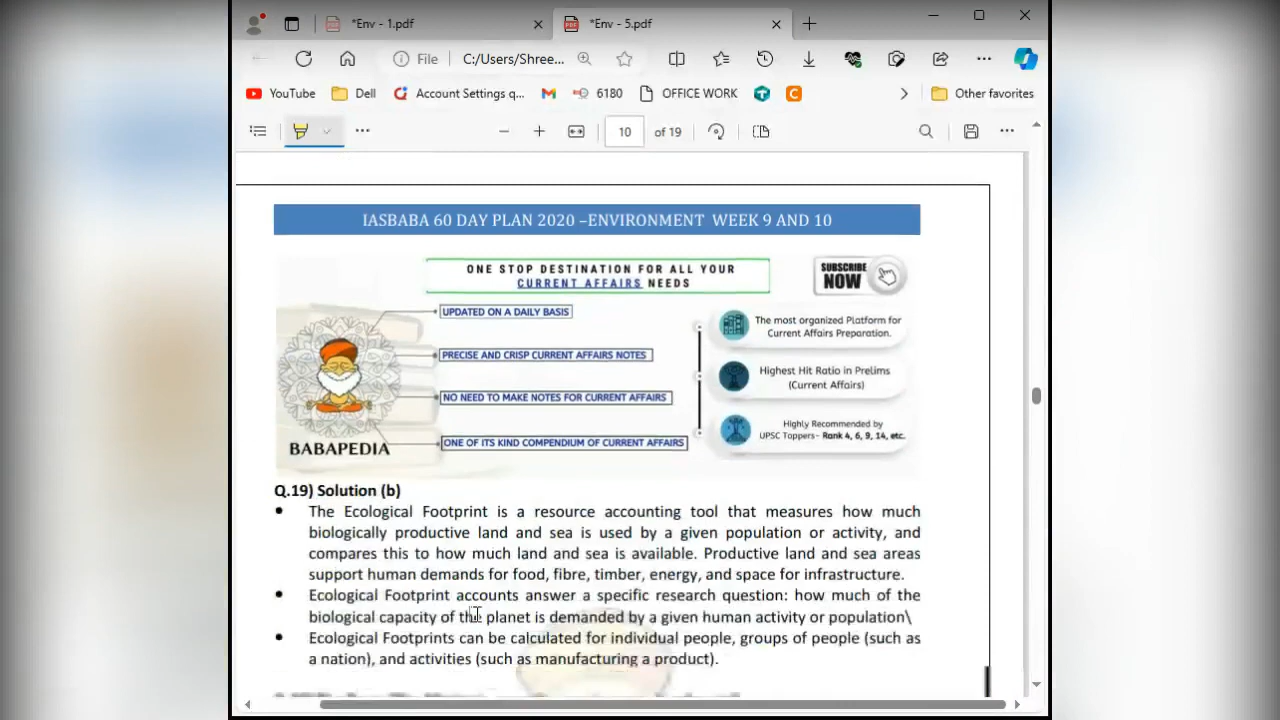 *Env - 1.pdf
*Env - 5.pdf
File C:/Users/Shree...
YouTube Dell Account Settings q... 6180 OFFICE WORK Other favorites
10 of 19
IASBABA 60 DAY PLAN 2020 –ENVIRONMENT WEEK 9 AND 10
ONE STOP DESTINATION FOR ALL YOUR
CURRENT AFFAIRS NEEDS
SUBSCRIBE
NOW
UPDATED ON A DAILY BASIS
PRECISE AND CRISP CURRENT AFFAIRS NOTES
NO NEED TO MAKE NOTES FOR CURRENT AFFAIRS
ONE OF ITS KIND COMPENDIUM OF CURRENT AFFAIRS
BABAPEDIA
The most organized Platform for
Current Affairs Preparation.
Highest Hit Ratio in Prelims
(Current Affairs)
Highly Recommended by
UPSC Toppers– Rank 4, 6, 9, 14, etc.
Q.19) Solution (b)
• The Ecological Footprint is a resource accounting tool that measures how much
biologically productive land and sea is used by a given population or activity, and
compares this to how much land and sea is available. Productive land and sea areas
support human demands for food, fibre, timber, energy, and space for infrastructure.
• Ecological Footprint accounts answer a specific research question: how much of the
biological capacity of the planet is demanded by a given human activity or population\
• Ecological Footprints can be calculated for individual people, groups of people (such as
a nation), and activities (such as manufacturing a product).